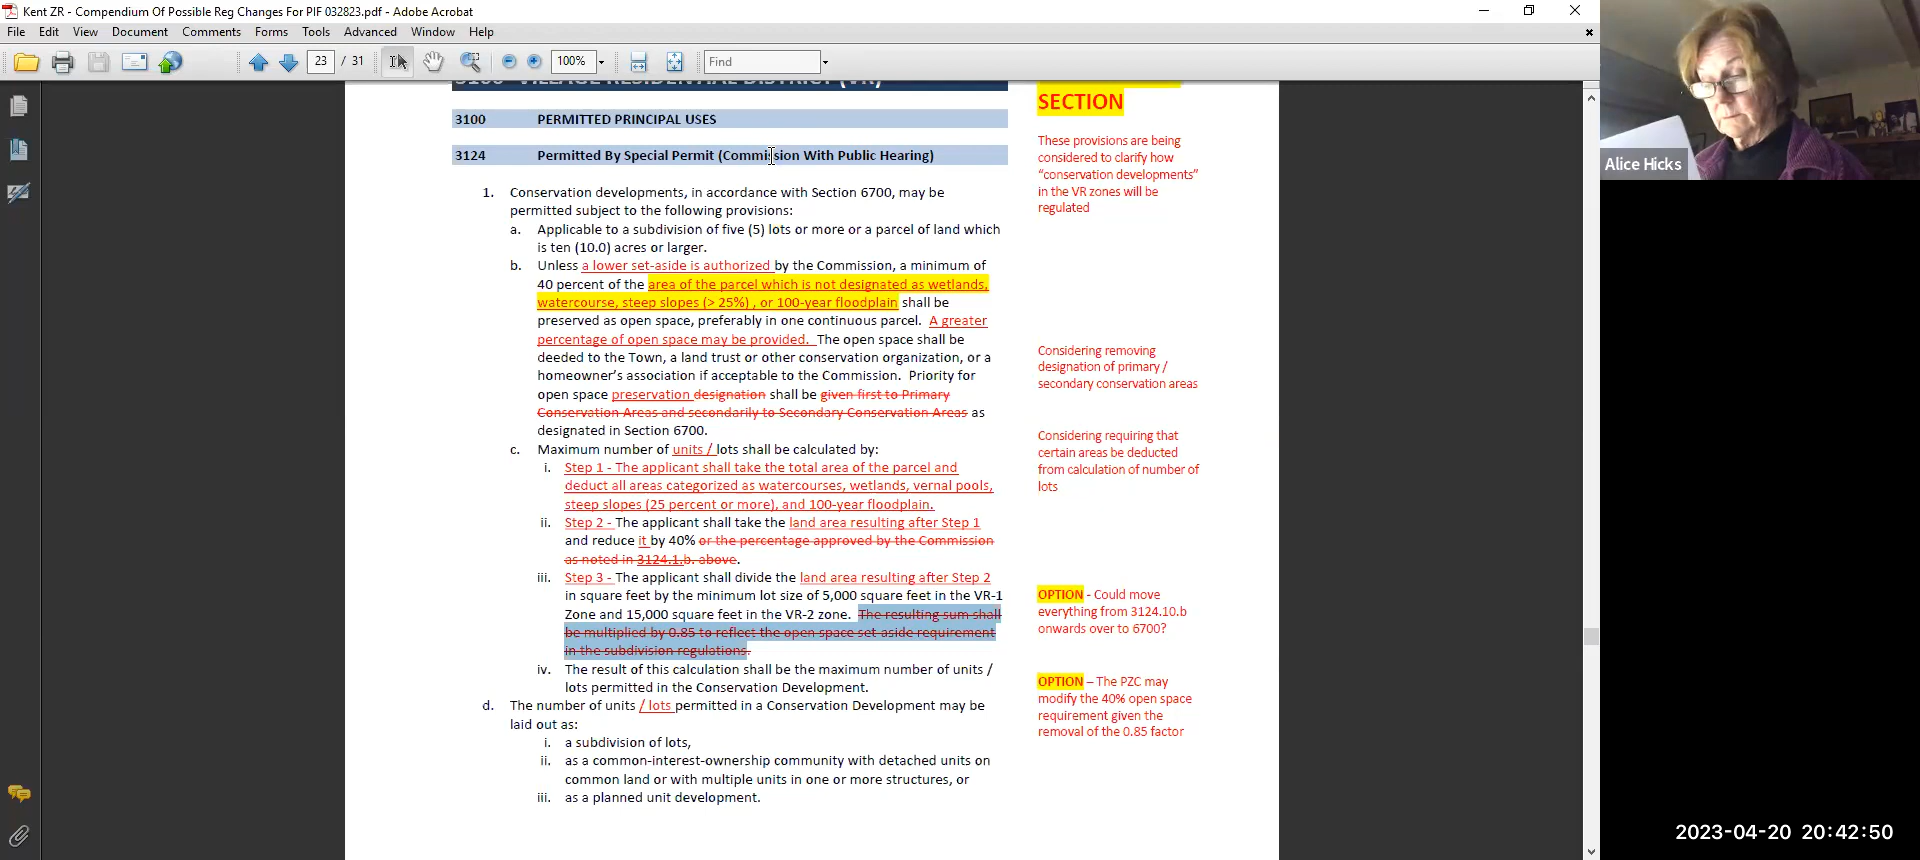 Kent ZR - Compendium Of Possible Reg Changes For PIF 032823.pdf - Adobe Acrobat
File Edit View Document Comments Forms Tools Advanced Window Help
23 / 31 100% Find
3100 VILLAGE RESIDENTIAL DISTRICT (VR)
SECTION
3100 PERMITTED PRINCIPAL USES
3124 Permitted By Special Permit (Commission With Public Hearing)
These provisions are being
considered to clarify how
“conservation developments”
in the VR zones will be
regulated
1. Conservation developments, in accordance with Section 6700, may be
permitted subject to the following provisions:
a. Applicable to a subdivision of five (5) lots or more or a parcel of land which
is ten (10.0) acres or larger.
b. Unless a lower set-aside is authorized by the Commission, a minimum of
40 percent of the area of the parcel which is not designated as wetlands,
watercourse, steep slopes (> 25%) , or 100-year floodplain shall be
preserved as open space, preferably in one continuous parcel. A greater
percentage of open space may be provided. The open space shall be
deeded to the Town, a land trust or other conservation organization, or a
homeowner’s association if acceptable to the Commission. Priority for
open space preservation designation shall be given first to Primary
Conservation Areas and secondarily to Secondary Conservation Areas as
designated in Section 6700.
Considering removing
designation of primary /
secondary conservation areas
c. Maximum number of units / lots shall be calculated by:
i. Step 1 - The applicant shall take the total area of the parcel and
deduct all areas categorized as watercourses, wetlands, vernal pools,
steep slopes (25 percent or more), and 100-year floodplain.
Considering requiring that
certain areas be deducted
from calculation of number of
lots
ii. Step 2 - The applicant shall take the land area resulting after Step 1
and reduce it by 40% or the percentage approved by the Commission
as noted in 3124.1.b. above.
iii. Step 3 - The applicant shall divide the land area resulting after Step 2
in square feet by the minimum lot size of 5,000 square feet in the VR-1
Zone and 15,000 square feet in the VR-2 zone. The resulting sum shall
be multiplied by 0.85 to reflect the open space set aside requirement
in the subdivision regulations.
OPTION - Could move
everything from 3124.10.b
onwards over to 6700?
iv. The result of this calculation shall be the maximum number of units /
lots permitted in the Conservation Development.
d. The number of units / lots permitted in a Conservation Development may be
laid out as:
OPTION – The PZC may
modify the 40% open space
requirement given the
removal of the 0.85 factor
i. a subdivision of lots,
ii. as a common-interest-ownership community with detached units on
common land or with multiple units in one or more structures, or
iii. as a planned unit development.
Alice Hicks
2023-04-20 20:42:50